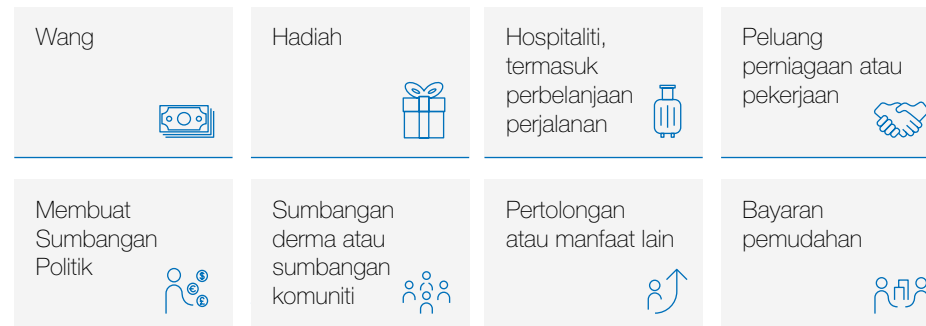 Wang
Hadiah
Hospitaliti,
termasuk
perbelanjaan
perjalanan
Peluang
perniagaan atau
pekerjaan
Membuat
Sumbangan
Politik
$
€
£
Sumbangan
derma atau
sumbangan
komuniti
Pertolongan
atau manfaat lain
Bayaran
pemudahan